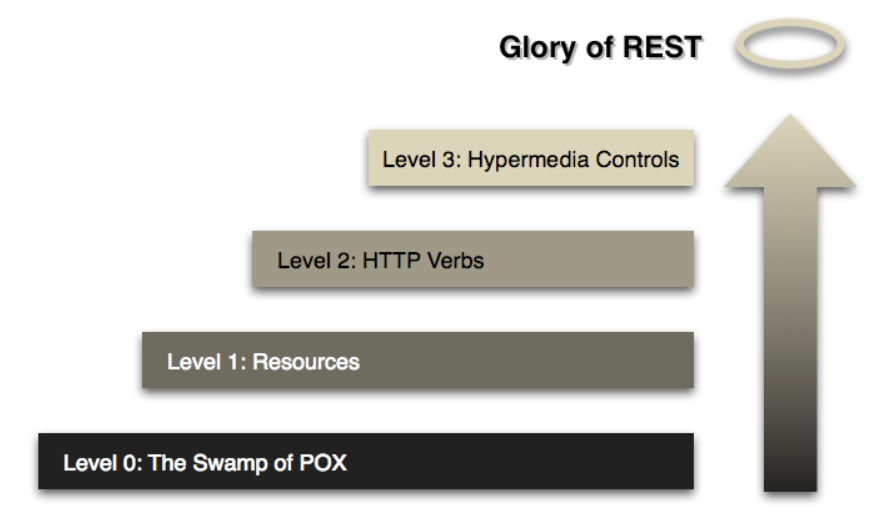 Glory of REST
Level 3: Hypermedia Controls
Level 2: HTTP Verbs
Level 1: Resources
Level 0: The Swamp of POX